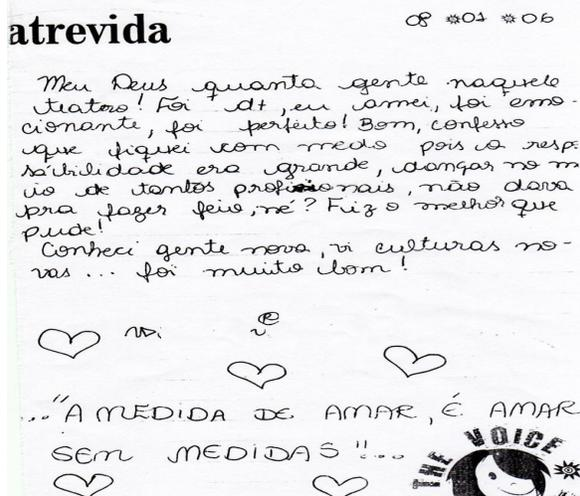 atrevida
08 * 01 * 06
Meu Deus quanta gente naquele
teatro! Foi d+, eu amei, foi emo-
cionante, foi perfeito! Bom, confesso
que fiquei com medo pois a resp
sabilidade era grande, dançar no m
io de tantos profissionais, não dava
pra fazer feio, né? Fiz o melhor que
pude!
Conheci gente nova, vi culturas no-
vas... foi muito bom!
..."A MEDIDA DE AMAR, É AMAR
SEM MEDIDAS"!...
THE VOICE